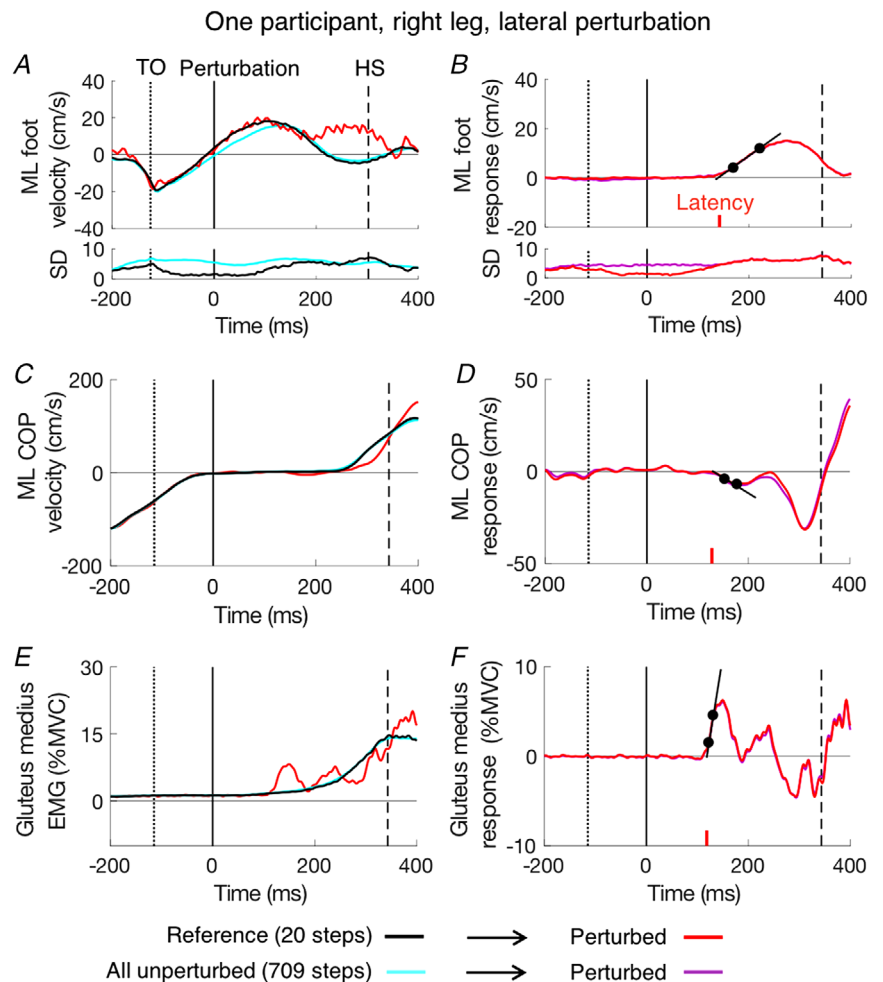 One participant, right leg, lateral perturbation
A
TO Perturbation HS
ML foot
velocity (cm/s)
40
20
0
-20
-40
SD
10
0
-200 0 200 400
Time (ms)
B
ML foot
response (cm/s)
40
20
0
-20
Latency
SD
10
0
-200 0 200 400
Time (ms)
C
ML COP
velocity (cm/s)
200
0
-200
-200 0 200 400
Time (ms)
D
ML COP
response (cm/s)
50
0
-50
-200 0 200 400
Time (ms)
E
Gluteus medius
EMG (%MVC)
30
15
0
-200 0 200 400
Time (ms)
F
Gluteus medius
response (%MVC)
10
0
-10
-200 0 200 400
Time (ms)
Reference (20 steps) Perturbed
All unperturbed (709 steps) Perturbed